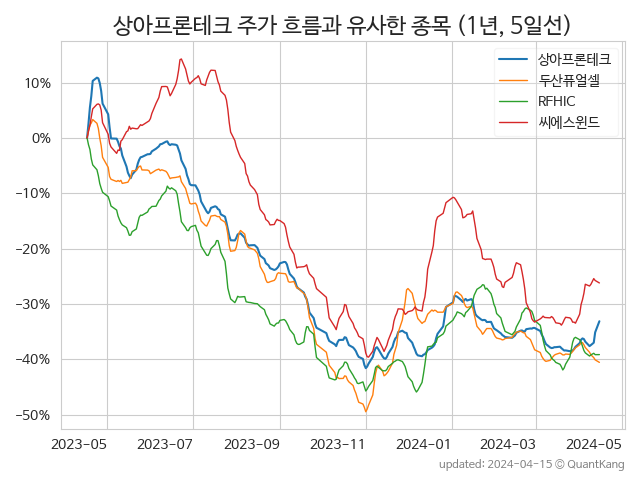 상아프론테크 주가 흐름과 유사한 종목 (1년, 5일선)
상아프론테크
두산퓨얼셀
RFHIC
씨에스윈드
10%
0%
−10%
−20%
−30%
−40%
−50%
2023-05
2023-07
2023-09
2023-11
2024-01
2024-03
2024-05
updated: 2024-04-15 © QuantKang